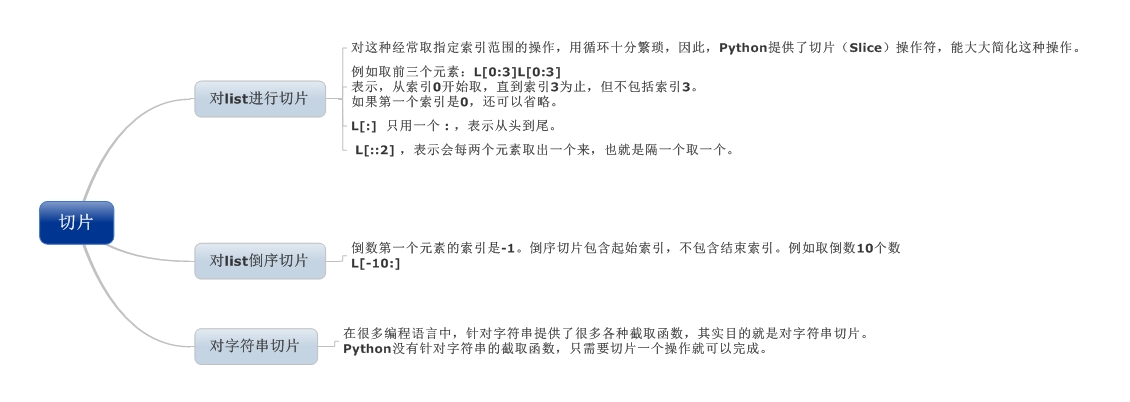 切片
对list进行切片
对这种经常取指定索引范围的操作，用循环十分繁琐，因此，Python提供了切片（Slice）操作符，能大大简化这种操作。
例如取前三个元素：L[0:3]L[0:3]
表示，从索引0开始取，直到索引3为止，但不包括索引3。
如果第一个索引是0，还可以省略。
L[:]  只用一个 : ，表示从头到尾。
L[::2] ，表示会每两个元素取出一个来，也就是隔一个取一个。
对list倒序切片
倒数第一个元素的索引是-1。倒序切片包含起始索引，不包含结束索引。例如取倒数10个数
L[-10:]
对字符串切片
在很多编程语言中，针对字符串提供了很多各种截取函数，其实目的就是对字符串切片。
Python没有针对字符串的截取函数，只需要切片一个操作就可以完成。